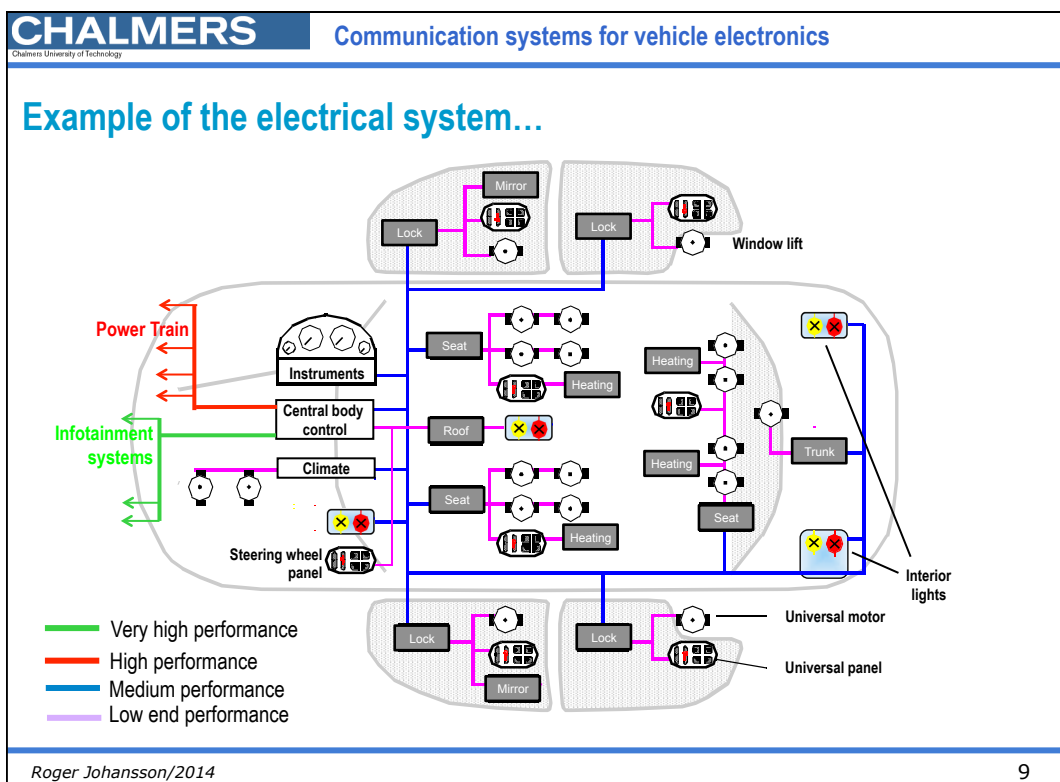 CHALMERS
Chalmers University of Technology
Communication systems for vehicle electronics
Example of the electrical system…
Mirror
Lock
Lock
Window lift
Power Train
Instruments
Seat
Heating
Heating
Central body
control
Roof
Infotainment
systems
Climate
Heating
Trunk
Seat
Heating
Seat
Steering wheel
panel
Interior
lights
Lock
Mirror
Lock
Universal motor
Universal panel
Very high performance
High performance
Medium performance
Low end performance
Roger Johansson/2014
9